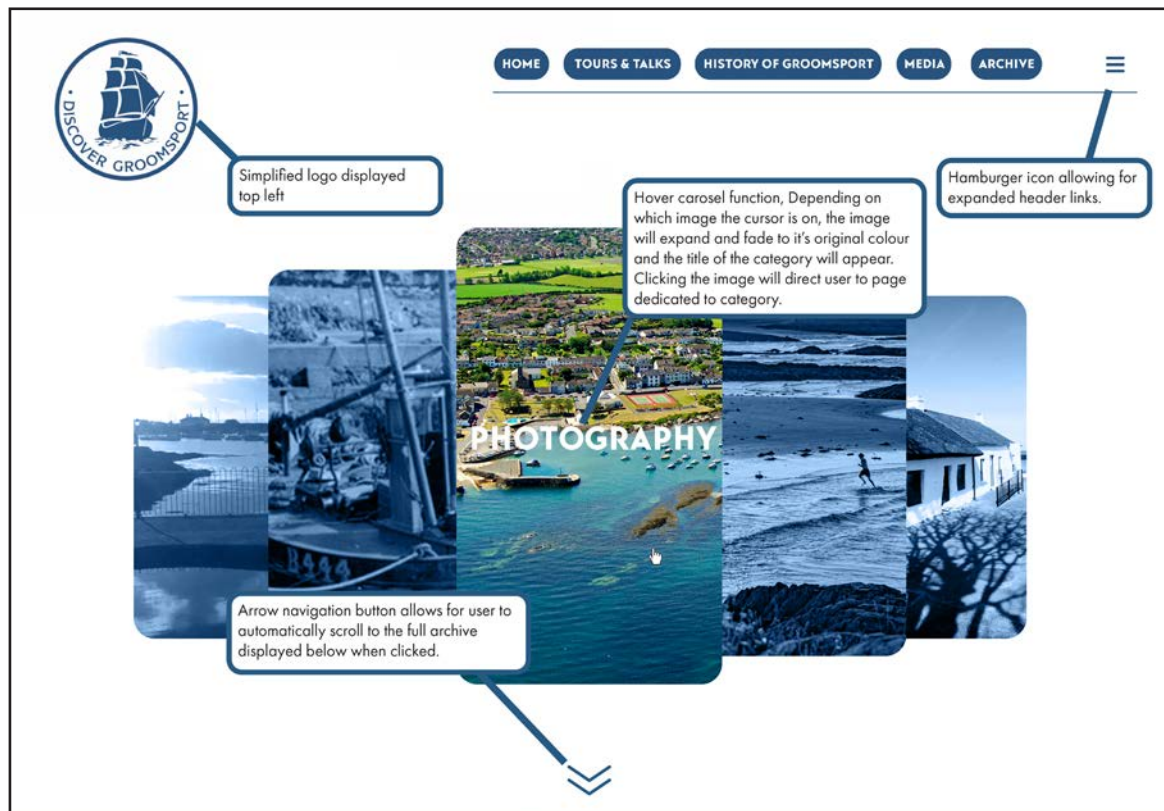 HOME
TOURS & TALKS
HISTORY OF GROOMSPORT
MEDIA
ARCHIVE
· DISCOVER GROOMSPORT ·
Simplified logo displayed
top left
Hamburger icon allowing for
expanded header links.
Hover carosel function, Depending on
which image the cursor is on, the image
will expand and fade to it's original colour
and the title of the category will appear.
Clicking the image will direct user to page
dedicated to category.
PHOTOGRAPHY
B444
Arrow navigation button allows for user to
automatically scroll to the full archive
displayed below when clicked.